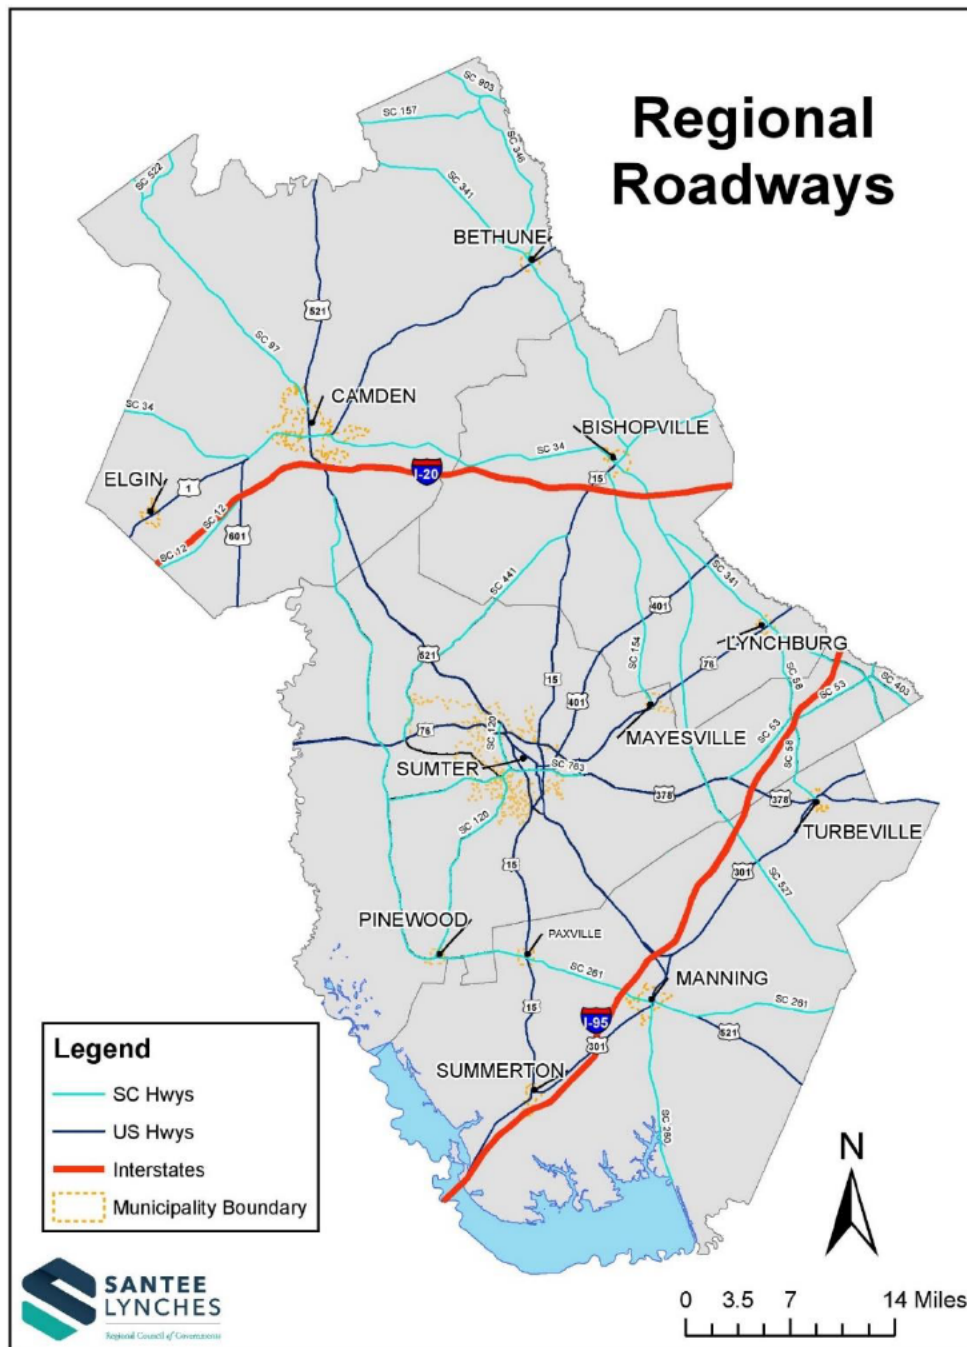 Regional
Roadways
SC 903
SC 157
SC 346
SC 522
SC 341
BETHUNE
521
SC 97
CAMDEN
SC 34
BISHOPVILLE
SC 34
I-20
15
ELGIN
1
SC 12
SC 12
601
SC 441
SC 341
401
LYNCHBURG
SC 154
521
76
15
SC 58
SC 403
SC 53
401
76
SC 120
MAYESVILLE
SC 53
SUMTER
SC 763
SC 58
378
378
SC 120
TURBEVILLE
15
301
SC 527
PINEWOOD
PAXVILLE
SC 261
MANNING
SC 261
15
I-95
521
301
SUMMERTON
SC 260
Legend
SC Hwys
US Hwys
Interstates
Municipality Boundary
N
SANTEE
LYNCHES
Regional Council of Governments
0 3.5 7 14 Miles